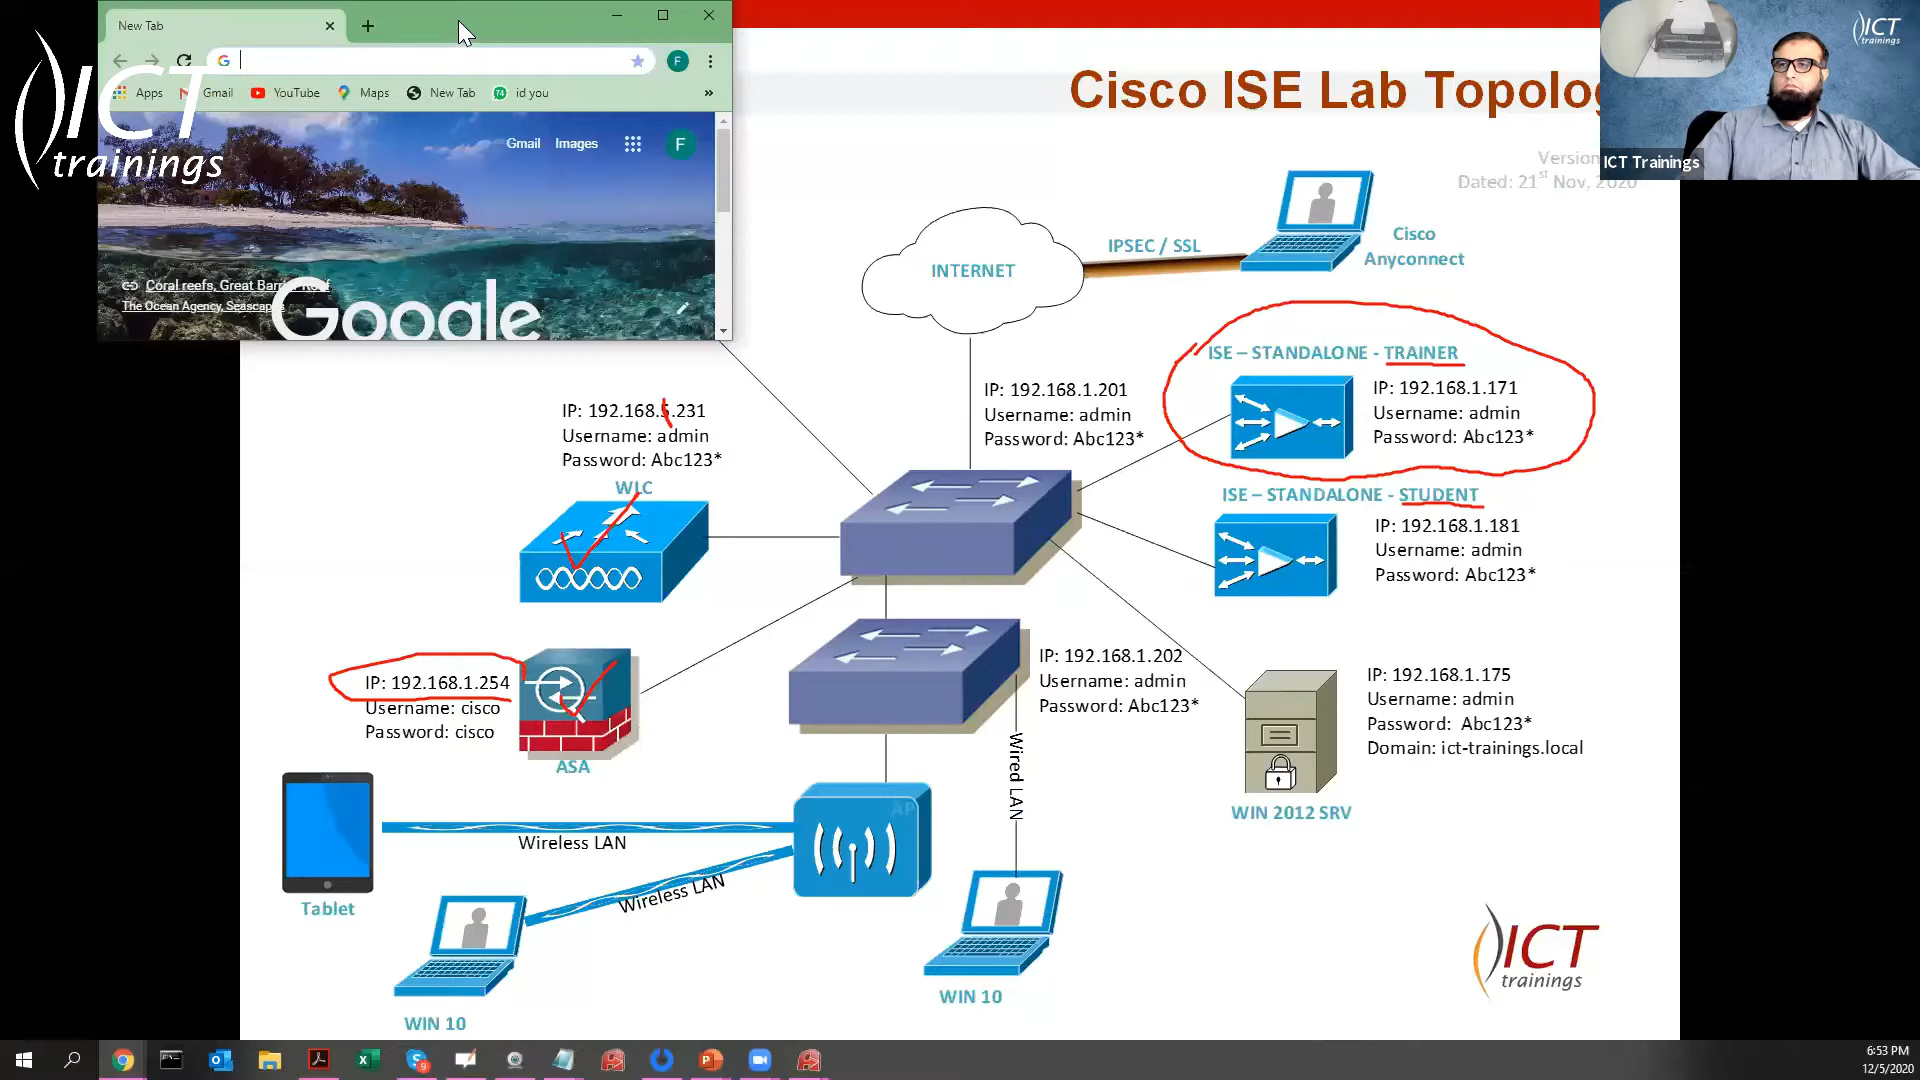 New Tab
Apps
Gmail
YouTube
Maps
New Tab
id you
»
Gmail
Images
F
F
Coral reefs, Great Barrier Reef
The Ocean Agency, Seascape
Google
ICT
trainings
Cisco ISE Lab Topolo
Version
Dated: 21st Nov, 2020
ICT
trainings
ICT Trainings
INTERNET
IPSEC / SSL
Cisco
Anyconnect
ISE – STANDALONE - TRAINER
IP: 192.168.1.171
Username: admin
Password: Abc123*
IP: 192.168.1.201
Username: admin
Password: Abc123*
IP: 192.168.5.231
Username: admin
Password: Abc123*
WLC
ISE – STANDALONE - STUDENT
IP: 192.168.1.181
Username: admin
Password: Abc123*
IP: 192.168.1.254
Username: cisco
Password: cisco
ASA
IP: 192.168.1.202
Username: admin
Password: Abc123*
IP: 192.168.1.175
Username: admin
Password: Abc123*
Domain: ict-trainings.local
WIN 2012 SRV
Wired LAN
AP
Wireless LAN
Wireless LAN
Tablet
WIN 10
WIN 10
ICT
trainings
6:53 PM
12/5/2020